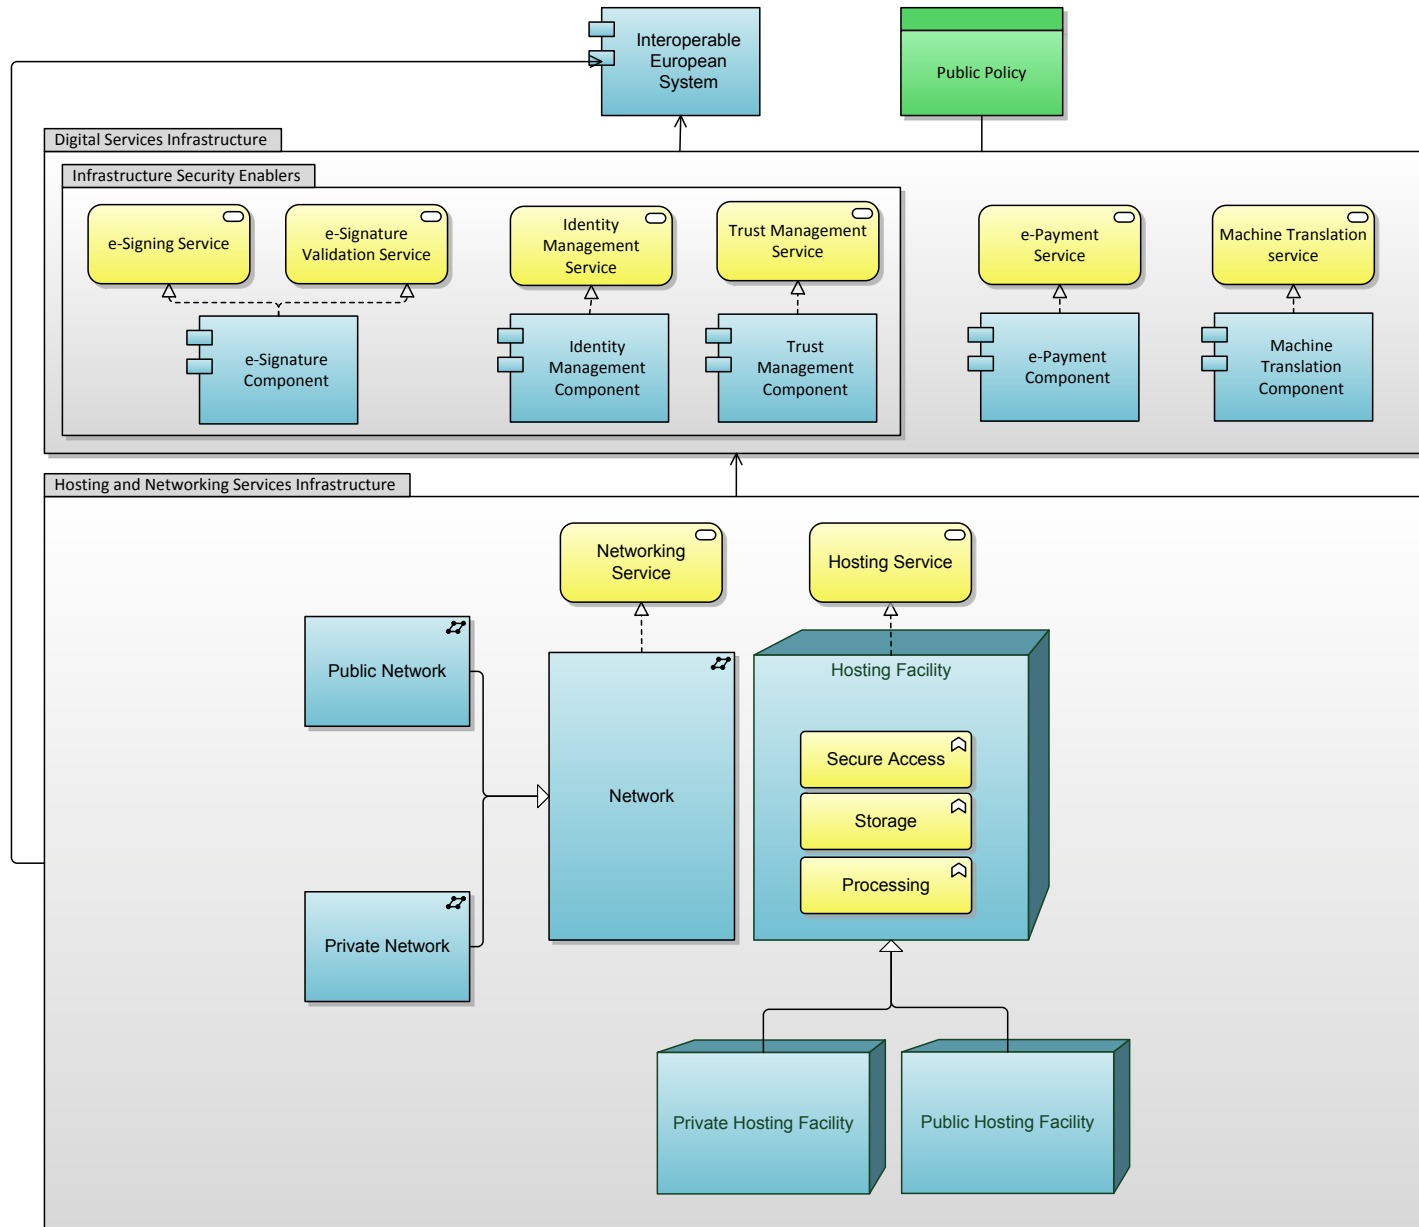 Interoperable
European
System
Public Policy
Digital Services Infrastructure
Infrastructure Security Enablers
e-Signing Service
e-Signature
Validation Service
Identity
Management
Service
Trust Management
Service
e-Payment
Service
Machine Translation
service
e-Signature
Component
Identity
Management
Component
Trust
Management
Component
e-Payment
Component
Machine
Translation
Component
Hosting and Networking Services Infrastructure
Networking
Service
Hosting Service
Public Network
Network
Private Network
Hosting Facility
Secure Access
Storage
Processing
Private Hosting Facility
Public Hosting Facility